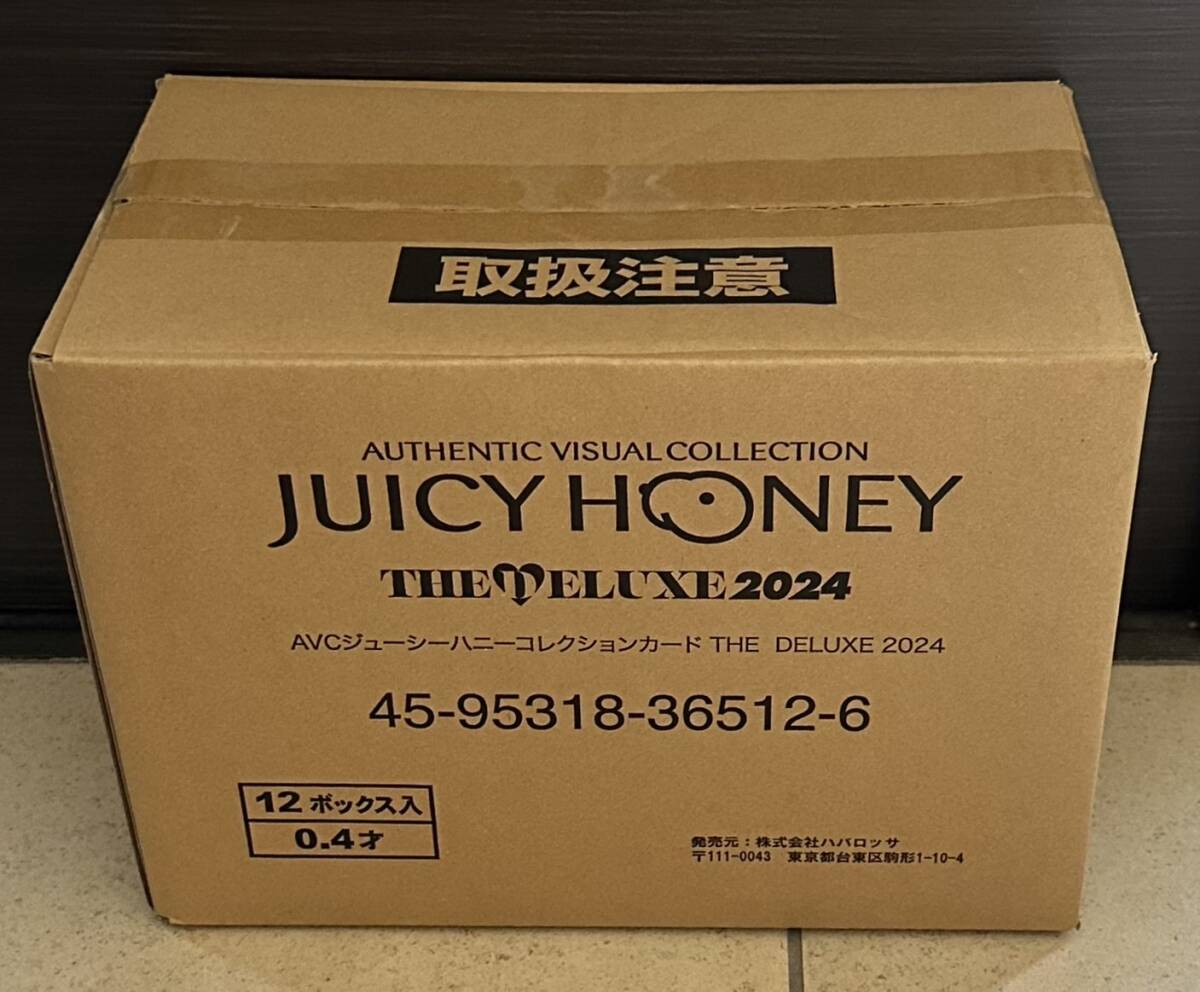 取扱注意
AUTHENTIC VISUAL COLLECTION
JUICY HONEY
THE DELUXE 2024
AVCジューシーハニーコレクションカード THE DELUXE 2024
45-95318-36512-6
12 ボックス入
0.4才
発売元：株式会社ハバロッサ
〒111-0043 東京都台東区駒形1-10-4